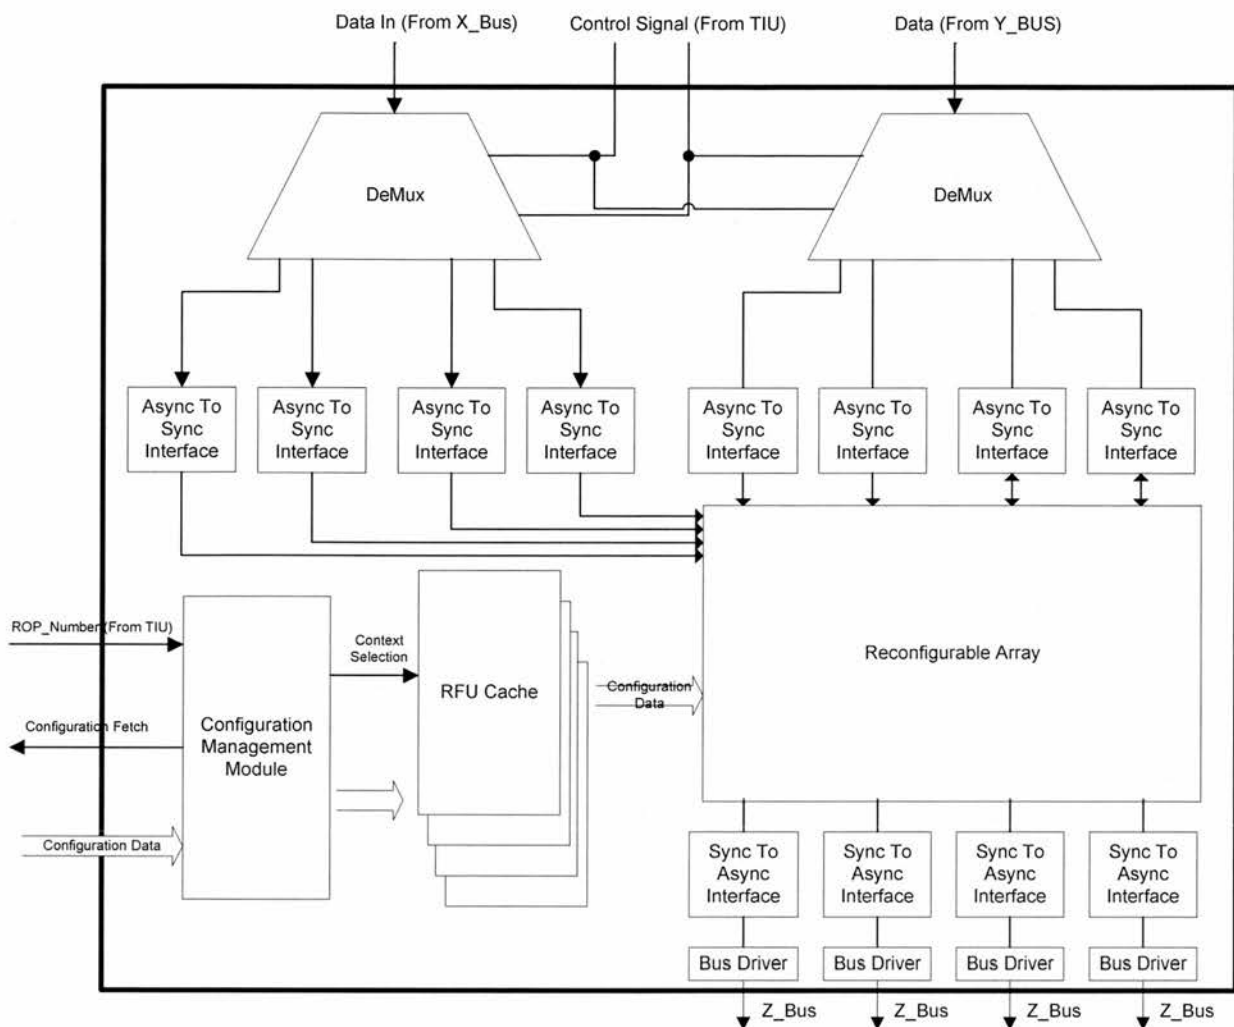 Data In (From X_Bus)
Control Signal (From TIU)
Data (From Y_BUS)
DeMux
DeMux
Async To
Sync
Interface
Async To
Sync
Interface
Async To
Sync
Interface
Async To
Sync
Interface
Async To
Sync
Interface
Async To
Sync
Interface
Async To
Sync
Interface
Async To
Sync
Interface
ROP_Number (From TIU)
Configuration Fetch
Configuration Data
Configuration
Management
Module
Context
Selection
RFU Cache
Configuration
Data
Reconfigurable Array
Sync To
Async
Interface
Sync To
Async
Interface
Sync To
Async
Interface
Sync To
Async
Interface
Bus Driver
Bus Driver
Bus Driver
Bus Driver
Z_Bus
Z_Bus
Z_Bus
Z_Bus